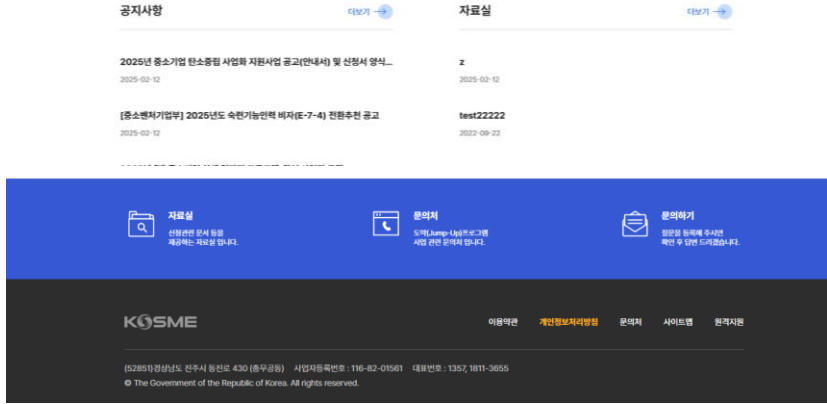 공지사항
더보기
자료실
더보기
2025년 중소기업 탄소중립 사업화 지원사업 공고(안내서) 및 신청서 양식...
2025-02-12
z
2025-02-12
[중소벤처기업부] 2025년도 숙련기능인력 비자(E-7-4) 전환추천 공고
2025-02-12
test22222
2022-09-22
자료실
신청관련 문서 등을
제공하는 자료실 입니다.
문의처
도약(Jump-Up)프로그램
사업 관련 문의처 입니다.
문의하기
질문을 등록해 주시면
확인 후 답변 드리겠습니다.
KOSME
이용약관 개인정보처리방침 문의처 사이트맵 원격지원
(52851)경상남도 진주시 동진로 430 (충무공동) 사업자등록번호 : 116-82-01561 대표번호 : 1357, 1811-3655
© The Government of the Republic of Korea. All rights reserved.